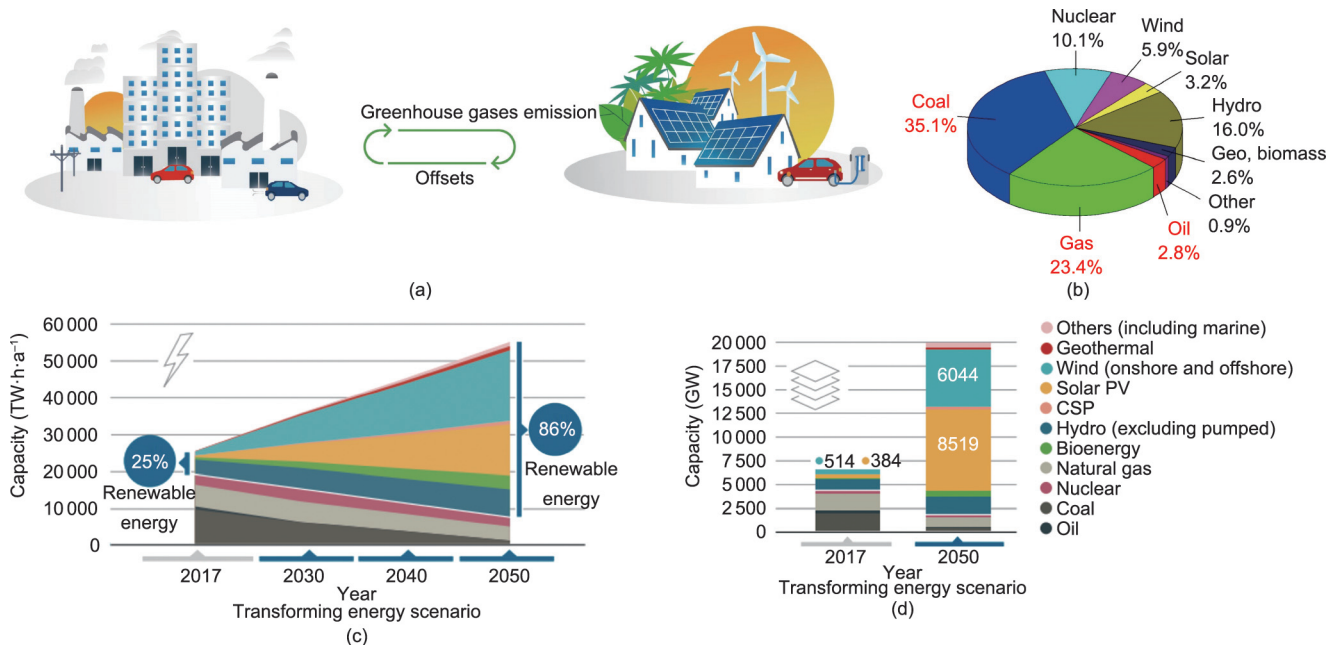 Greenhouse gases emission
Offsets
(a)
Nuclear
10.1%
Wind
5.9%
Solar
3.2%
Hydro
16.0%
Geo, biomass
2.6%
Other
0.9%
Oil
2.8%
Gas
23.4%
Coal
35.1%
(b)
Capacity (TW·h·a⁻¹)
60 000
50 000
40 000
30 000
20 000
10 000
0
25%
Renewable
energy
86%
Renewable
energy
2017
2030
2040
2050
Year
Transforming energy scenario
(c)
Capacity (GW)
20 000
17 500
15 000
12 500
10 000
7 500
5 000
2 500
0
514
384
6044
8519
2017
2050
Year
Transforming energy scenario
(d)
Others (including marine)
Geothermal
Wind (onshore and offshore)
Solar PV
CSP
Hydro (excluding pumped)
Bioenergy
Natural gas
Nuclear
Coal
Oil